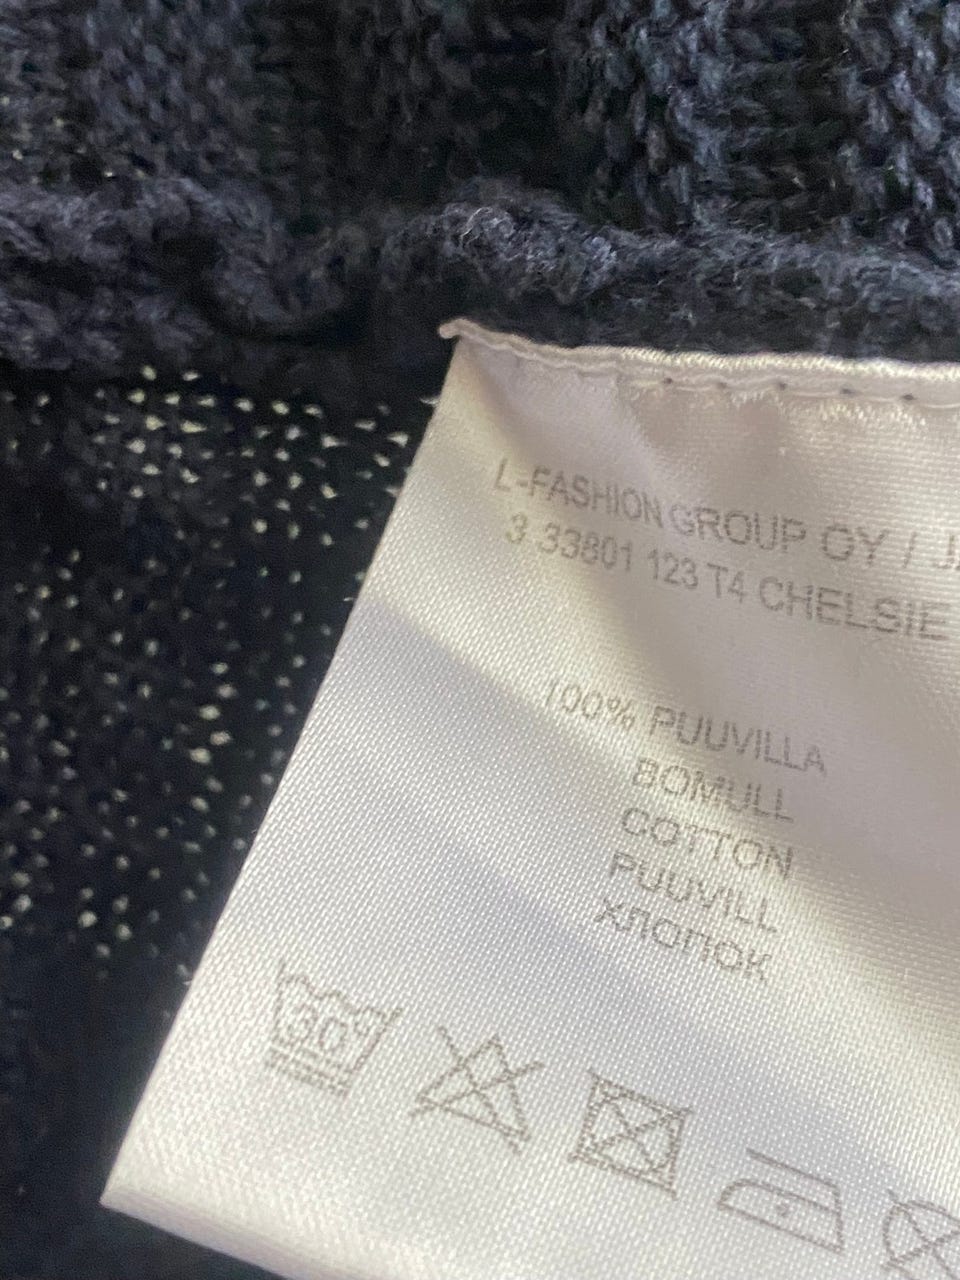 L-FASHION GROUP OY /
3 33801 123 T4 CHELSIE
100% PUUVILLA
BOMULL
COTTON
PUUVILL
ХЛОПОК
30°C